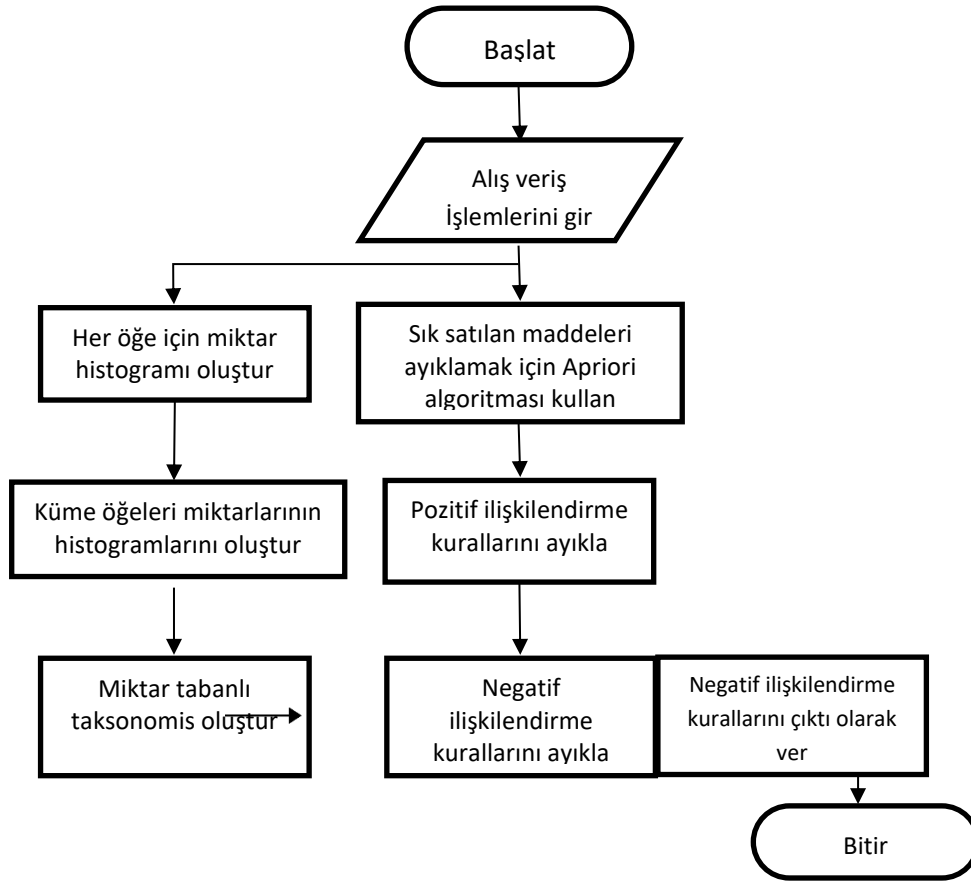 Başlat
Alış veriş
İşlemlerini gir
Her öğe için miktar
histogramı oluştur
Sık satılan maddeleri
ayıklamak için Apriori
algoritması kullan
Küme öğeleri miktarlarının
histogramlarını oluştur
Pozitif ilişkilendirme
kurallarını ayıkla
Miktar tabanlı
taksonomis oluştur
Negatif
ilişkilendirme
kurallarını ayıkla
Negatif ilişkilendirme
kurallarını çıktı olarak
ver
Bitir